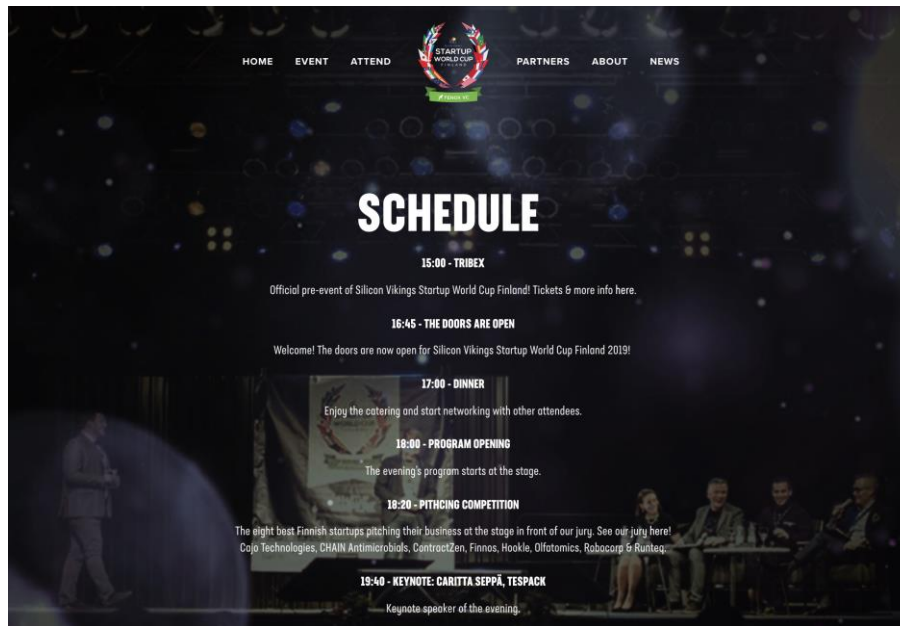 HOME EVENT ATTEND
STARTUP
WORLD CUP
FINLAND
PARTNERS ABOUT NEWS
SCHEDULE
15:00 - TRIBEX
Official pre-event of Silicon Vikings Startup World Cup Finland! Tickets & more info here.
16:45 - THE DOORS ARE OPEN
Welcome! The doors are now open for Silicon Vikings Startup World Cup Finland 2019!
17:00 - DINNER
Enjoy the catering and start networking with other attendees.
18:00 - PROGRAM OPENING
The evening's program starts at the stage.
18:20 - PITHCING COMPETITION
The eight best Finnish startups pitching their business at the stage in front of our jury. See our jury here!
Cajo Technologies, CHAIN Antimicrobials, ContractZen, Finnos, Hookle, Olfatomics, Robocorp & Runteq.
19:40 - KEYNOTE: CARITTA SEPPÄ, TESPACK
Keynote speaker of the evening.